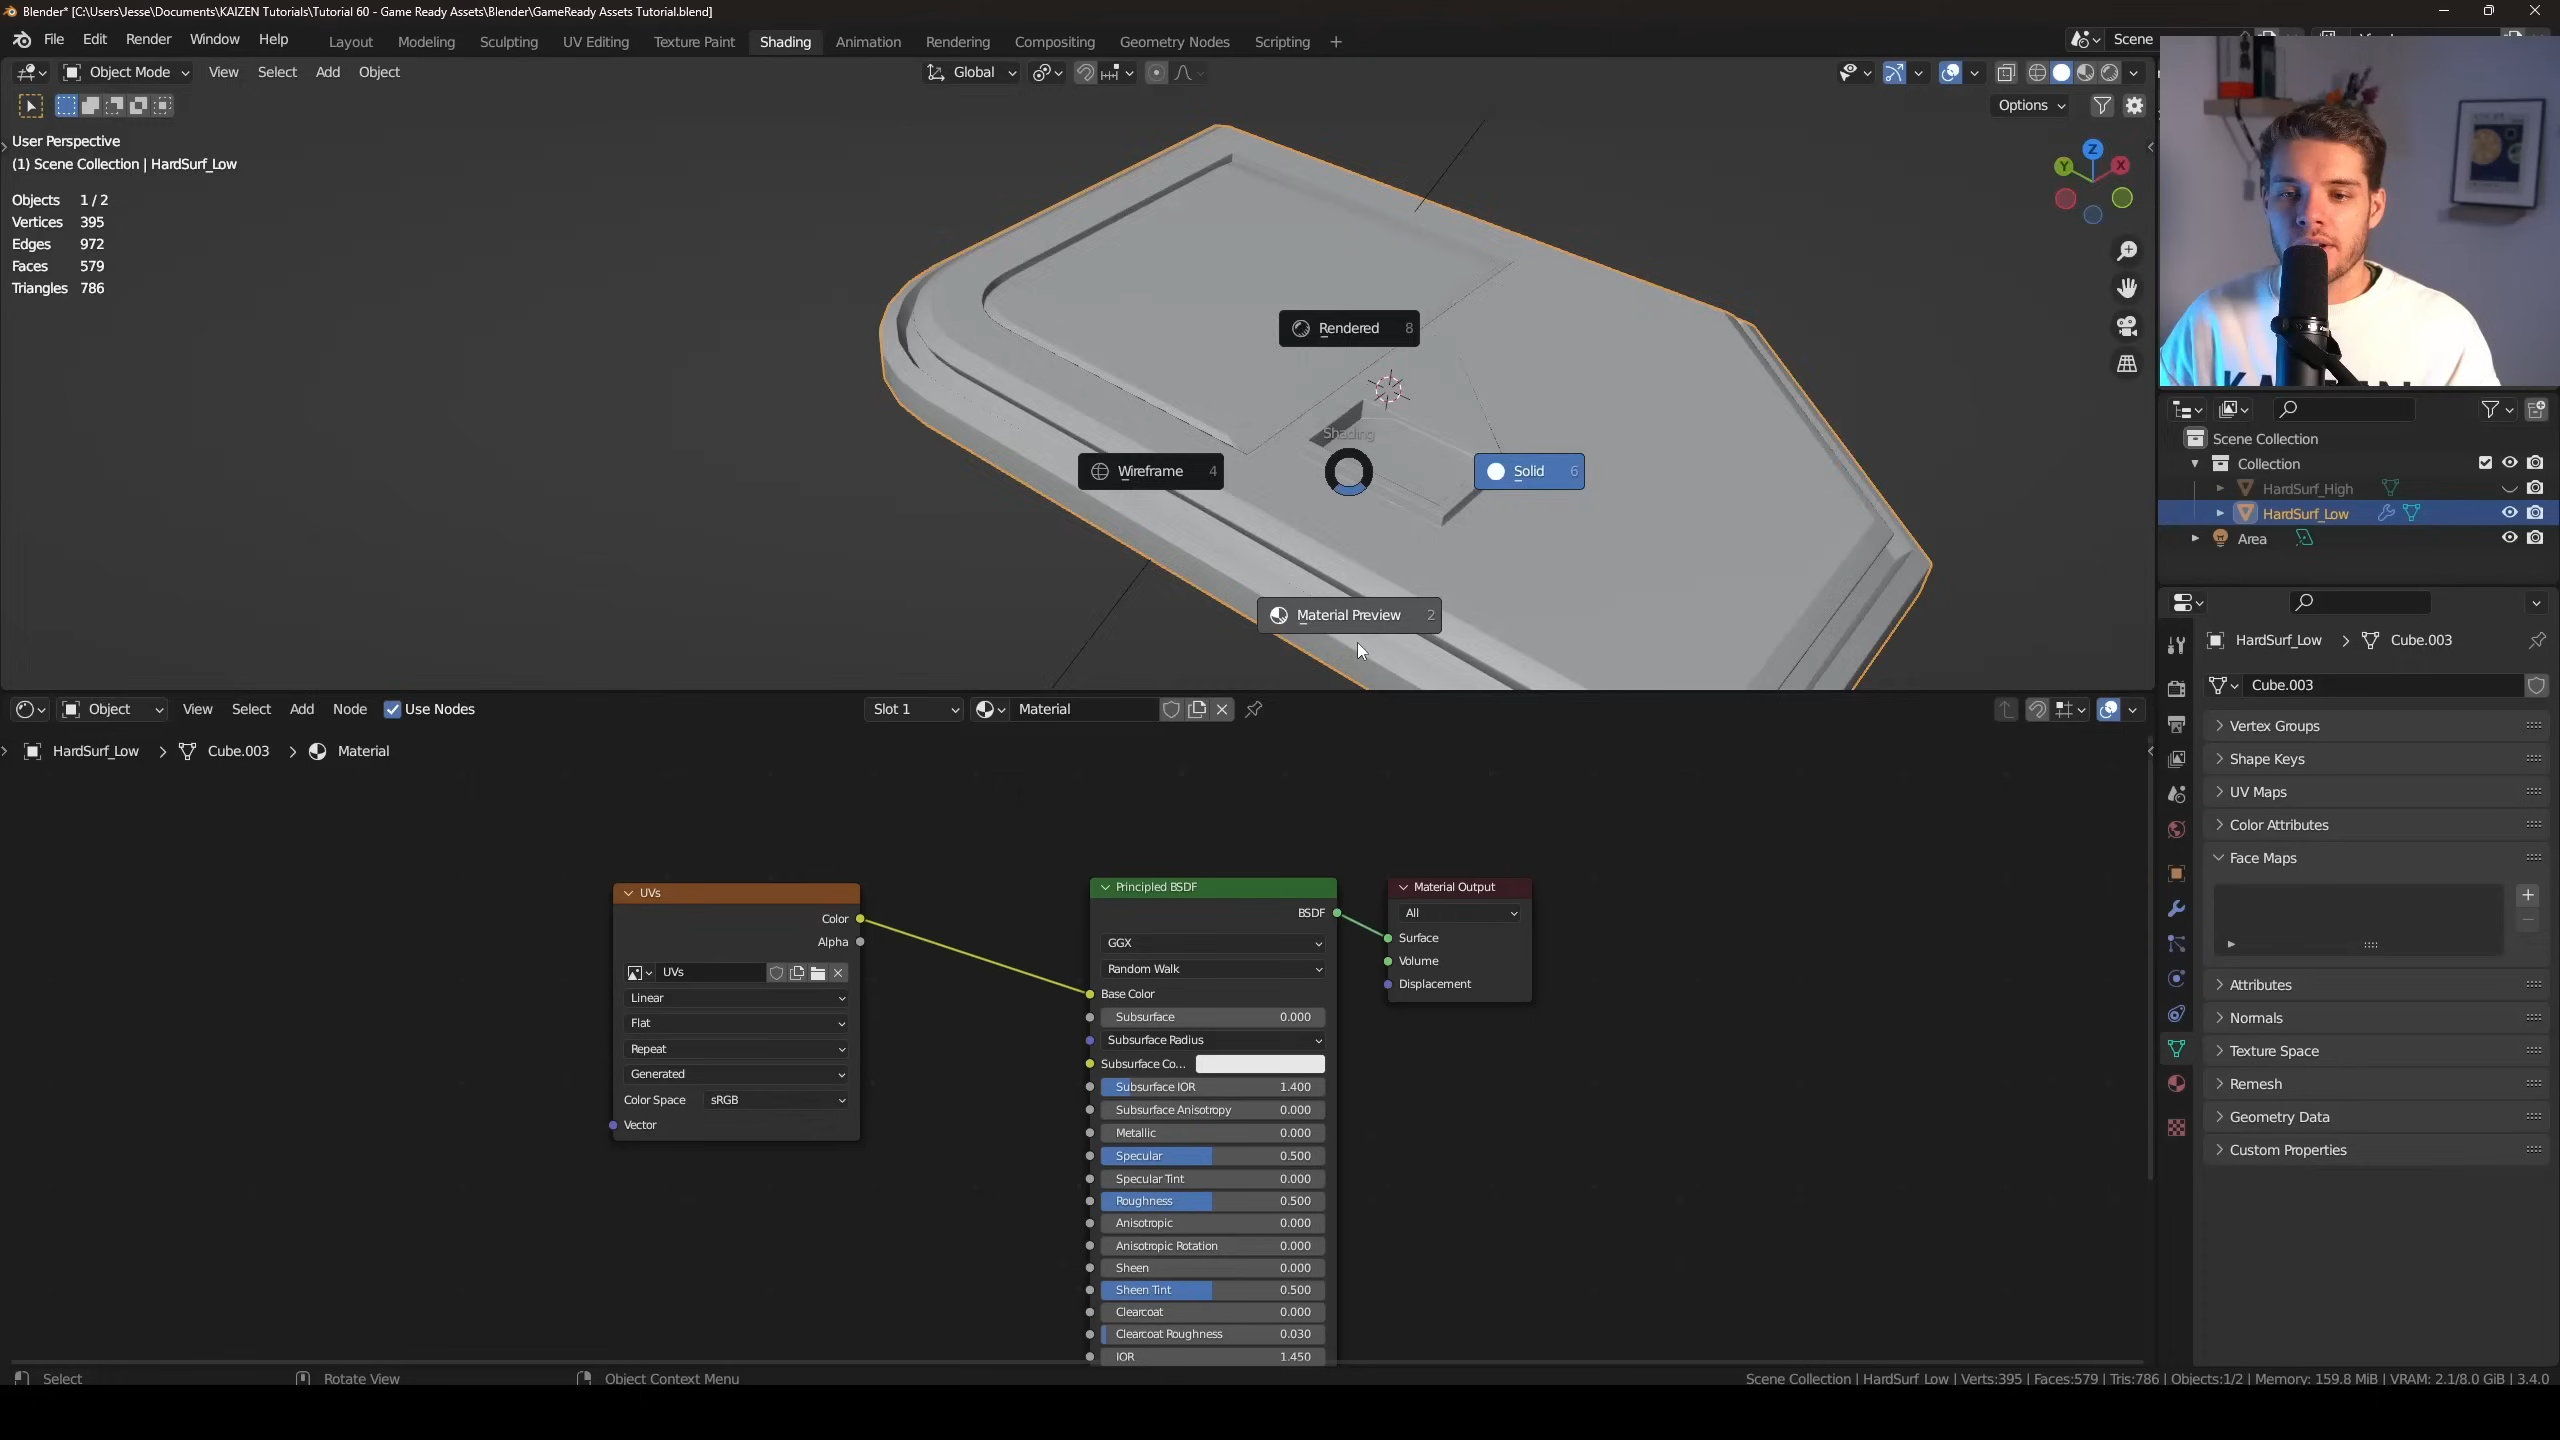 Blender* [C:\Users\Jesse\Documents\KAIZEN Tutorials\Tutorial 60 - Game Ready Assets\Blender\GameReady Assets Tutorial.blend]
File Edit Render Window Help Layout Modeling Sculpting UV Editing Texture Paint Shading Animation Rendering Compositing Geometry Nodes Scripting + Scene
Object Mode View Select Add Object Global
Options
User Perspective
(1) Scene Collection | HardSurf_Low
Objects 1 / 2
Vertices 395
Edges 972
Faces 579
Triangles 786
Z
Y X
Rendered 8
Shading
Wireframe 4
Solid 6
Material Preview 2
Scene Collection
Collection
HardSurf_High
HardSurf_Low
Area
HardSurf_Low > Cube.003
Cube.003
Vertex Groups
Shape Keys
UV Maps
Color Attributes
Face Maps
Attributes
Normals
Texture Space
Remesh
Geometry Data
Custom Properties
Object View Select Add Node Use Nodes Slot 1 Material
HardSurf_Low > Cube.003 > Material
UVs
Color
Alpha
UVs
Linear
Flat
Repeat
Generated
Color Space sRGB
Vector
Principled BSDF
BSDF
GGX
Random Walk
Base Color
Subsurface 0.000
Subsurface Radius
Subsurface Co...
Subsurface IOR 1.400
Subsurface Anisotropy 0.000
Metallic 0.000
Specular 0.500
Specular Tint 0.000
Roughness 0.500
Anisotropic 0.000
Anisotropic Rotation 0.000
Sheen 0.000
Sheen Tint 0.500
Clearcoat 0.000
Clearcoat Roughness 0.030
IOR 1.450
Material Output
All
Surface
Volume
Displacement
Select Rotate View Object Context Menu
Scene Collection | HardSurf_Low | Verts:395 | Faces:579 | Tris:786 | Objects:1/2 | Memory: 159.8 MiB | VRAM: 2.1/8.0 GiB | 3.4.0